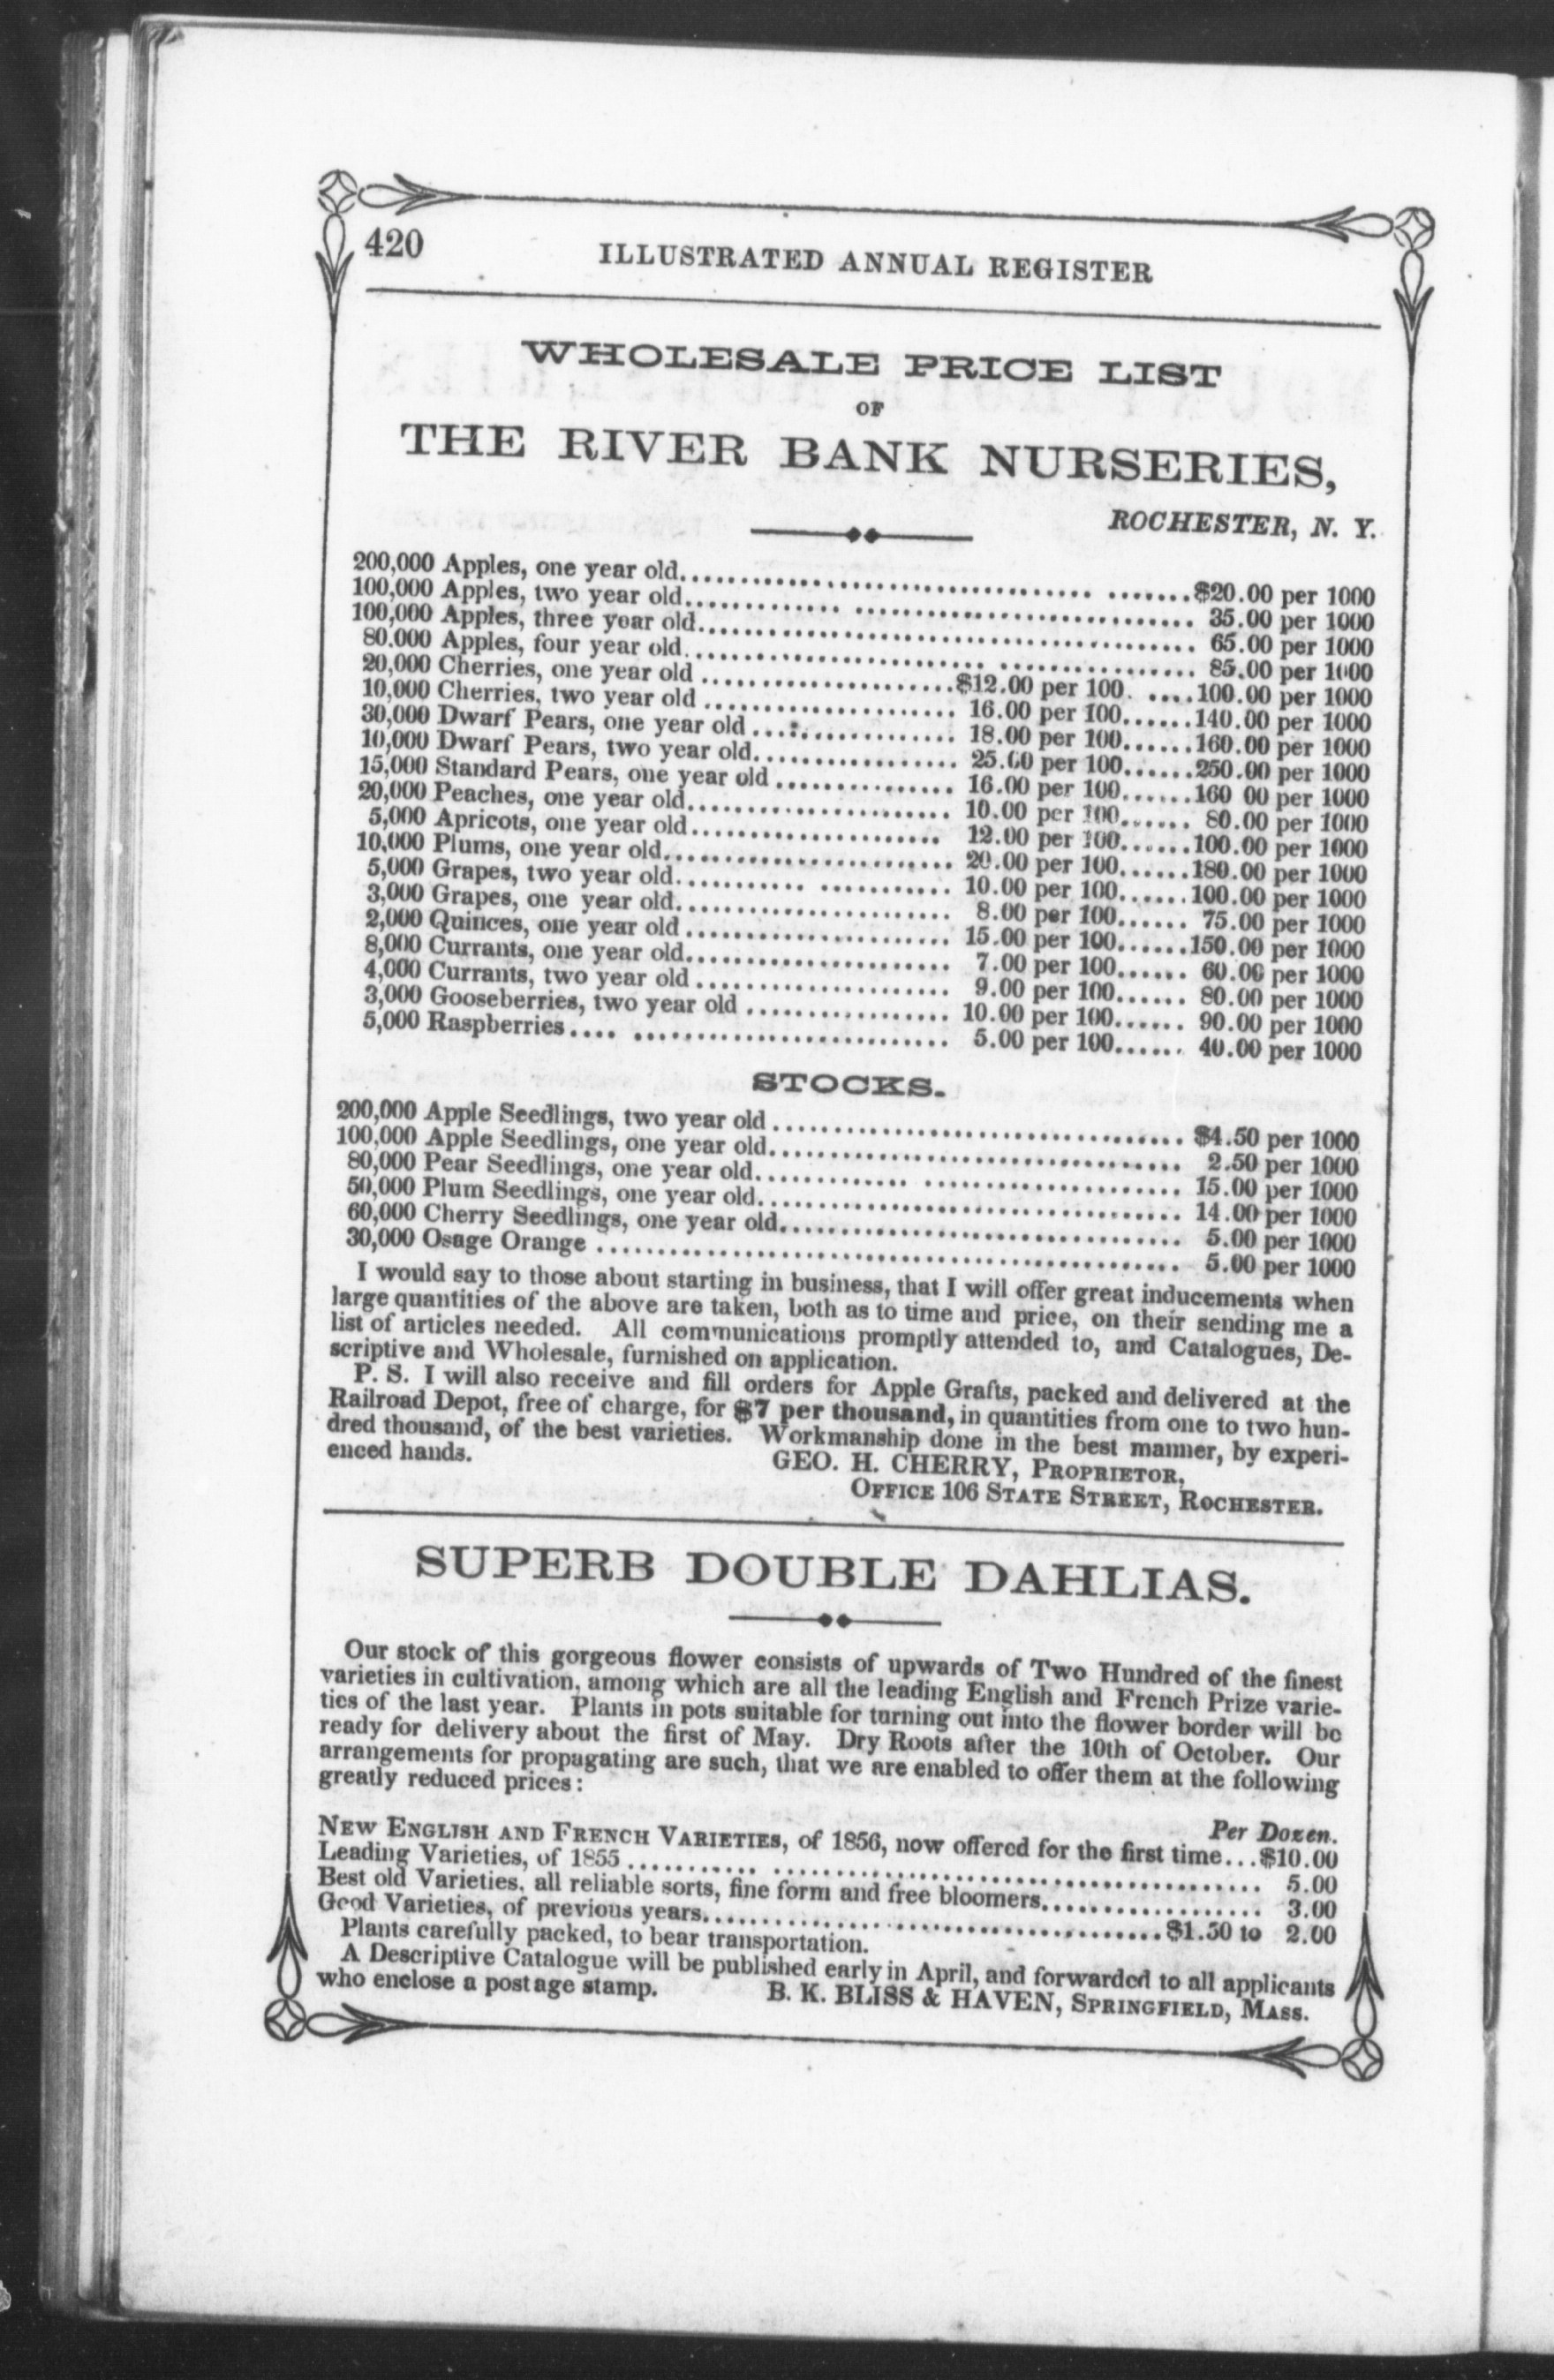 420
ILLUSTRATED ANNUAL REGISTER
WHOLESALE PRICE LIST
OF
THE RIVER BANK NURSERIES,
ROCHESTER, N. Y.
200,000 Apples, one year old.......................................................$20.00 per 1000
100,000 Apples, two year old....................................................... 35.00 per 1000
100,000 Apples, three year old..................................................... 65.00 per 1000
80.000 Apples, four year old....................................................... 85.00 per 1000
20,000 Cherries, one year old .....................$12.00 per 100. ....100.00 per 1000
10,000 Cherries, two year old ..................... 16.00 per 100......140.00 per 1000
30,000 Dwarf Pears, one year old .................. 18.00 per 100......160.00 per 1000
10,000 Dwarf Pears, two year old................... 25.00 per 100......250.00 per 1000
15,000 Standard Pears, one year old ............... 16.00 per 100......160 00 per 1000
20,000 Peaches, one year old....................... 10.00 per 100...... 80.00 per 1000
5,000 Apricots, one year old...................... 12.00 per 100......100.00 per 1000
10,000 Plums, one year old......................... 20.00 per 100......180.00 per 1000
5,000 Grapes, two year old........................ 10.00 per 100......100.00 per 1000
3,000 Grapes, one year old........................ 8.00 per 100...... 75.00 per 1000
2,000 Quinces, one year old ...................... 15.00 per 100......150.00 per 1000
8,000 Currants, one year old...................... 7.00 per 100...... 60.00 per 1000
4,000 Currants, two year old ..................... 9.00 per 100...... 80.00 per 1000
3,000 Gooseberries, two year old ................. 10.00 per 100...... 90.00 per 1000
5,000 Raspberries.... .......................... 5.00 per 100...... 40.00 per 1000
STOCKS.
200,000 Apple Seedlings, two year old .................................. $4.50 per 1000
100,000 Apple Seedlings, one year old.................................. 2.50 per 1000
80,000 Pear Seedlings, one year old................................... 15.00 per 1000
50,000 Plum Seedlings, one year old................................... 14.00 per 1000
60,000 Cherry Seedlings, one year old................................. 5.00 per 1000
30,000 Osage Orange .................................................. 5.00 per 1000
I would say to those about starting in business, that I will offer great inducements when
large quantities of the above are taken, both as to time and price, on their sending me a
list of articles needed. All communications promptly attended to, and Catalogues, De-
scriptive and Wholesale, furnished on application.
P. S. I will also receive and fill orders for Apple Grafts, packed and delivered at the
Railroad Depot, free of charge, for $7 per thousand, in quantities from one to two hun-
dred thousand, of the best varieties. Workmanship done in the best manner, by experi-
enced hands. GEO. H. CHERRY, PROPRIETOR,
OFFICE 106 STATE STREET, ROCHESTER.
SUPERB DOUBLE DAHLIAS.
Our stock of this gorgeous flower consists of upwards of Two Hundred of the finest
varieties in cultivation, among which are all the leading English and French Prize varie-
ties of the last year. Plants in pots suitable for turning out into the flower border will be
ready for delivery about the first of May. Dry Roots after the 10th of October. Our
arrangements for propagating are such, that we are enabled to offer them at the following
greatly reduced prices:
Per Dozen.
NEW ENGLISH AND FRENCH VARIETIES, of 1856, now offered for the first time...$10.00
Leading Varieties, of 1855 .................................................. 5.00
Best old Varieties, all reliable sorts, fine form and free bloomers.................. 3.00
Good Varieties, of previous years.....................................$1.50 to 2.00
Plants carefully packed, to bear transportation.
A Descriptive Catalogue will be published early in April, and forwarded to all applicants
who enclose a postage stamp. B. K. BLISS & HAVEN, SPRINGFIELD, MASS.